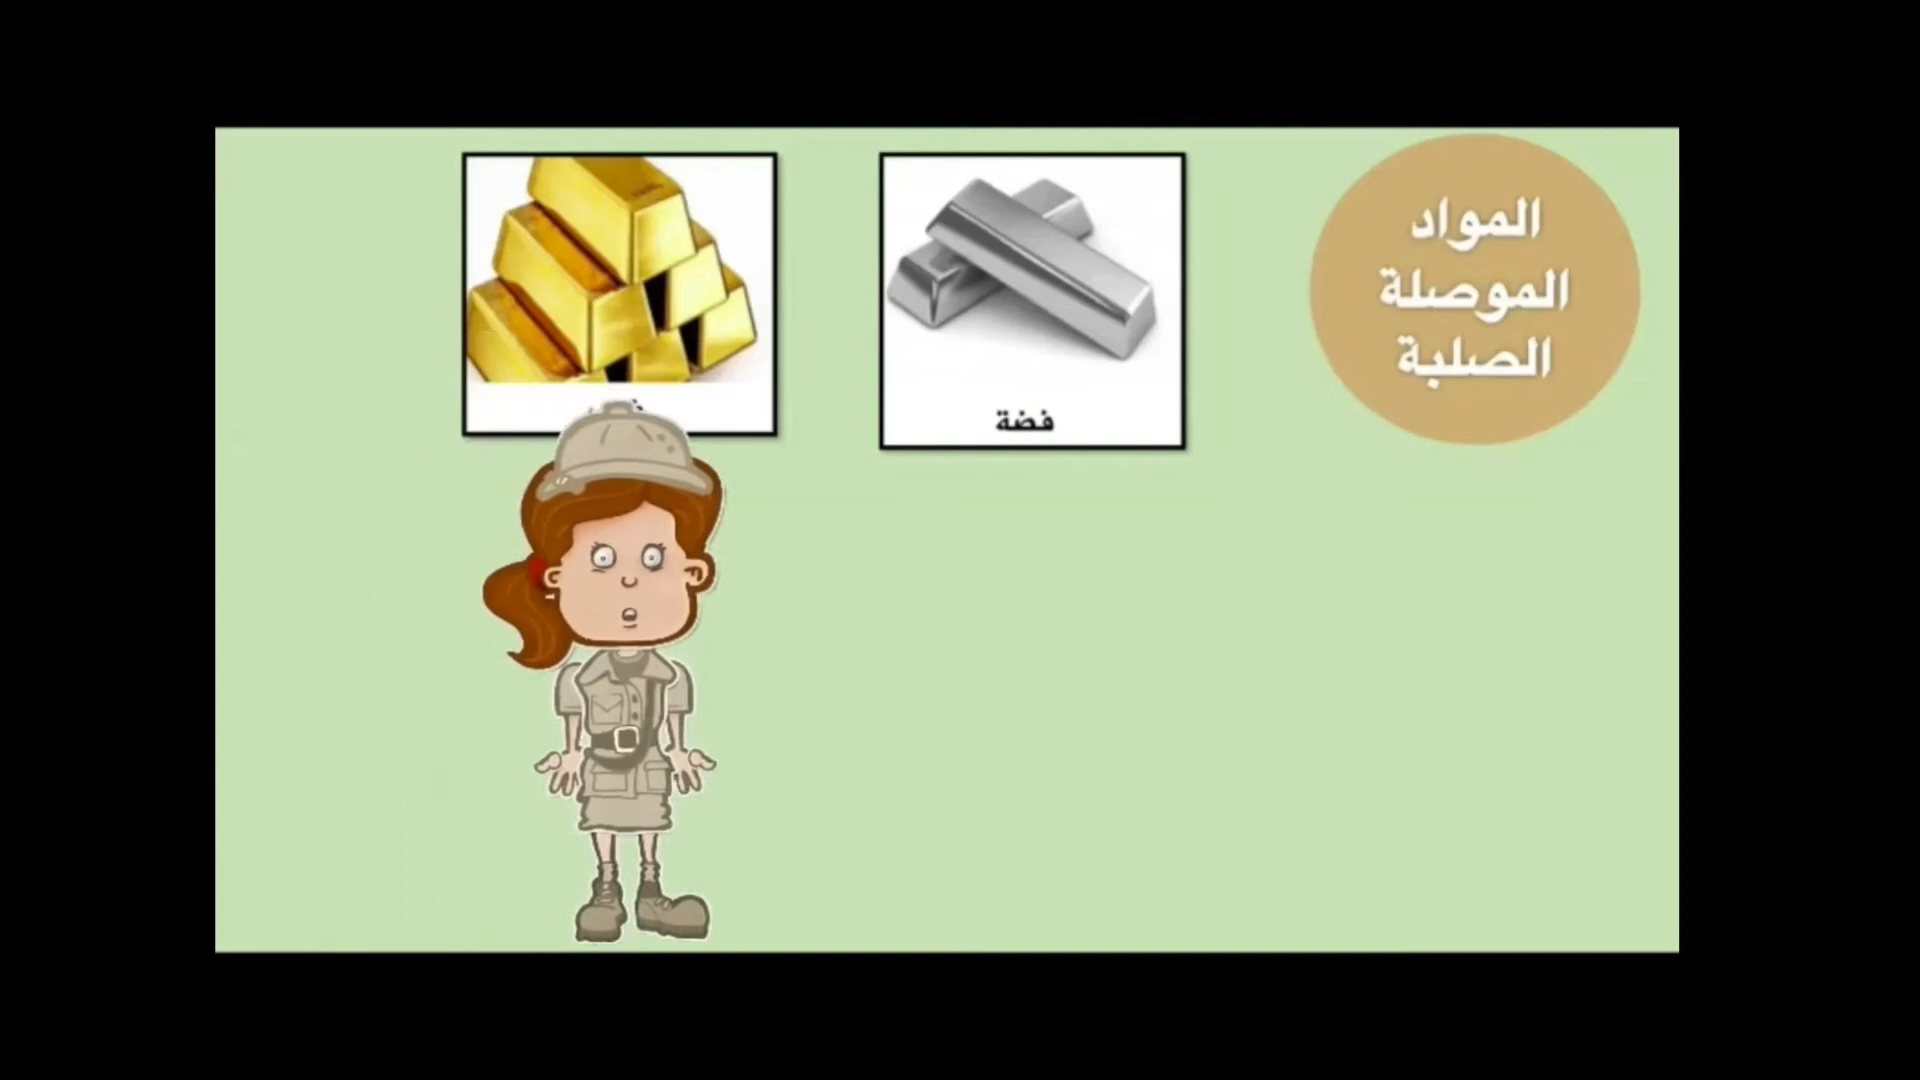 المواد
الموصلة
الصلبة
فضة